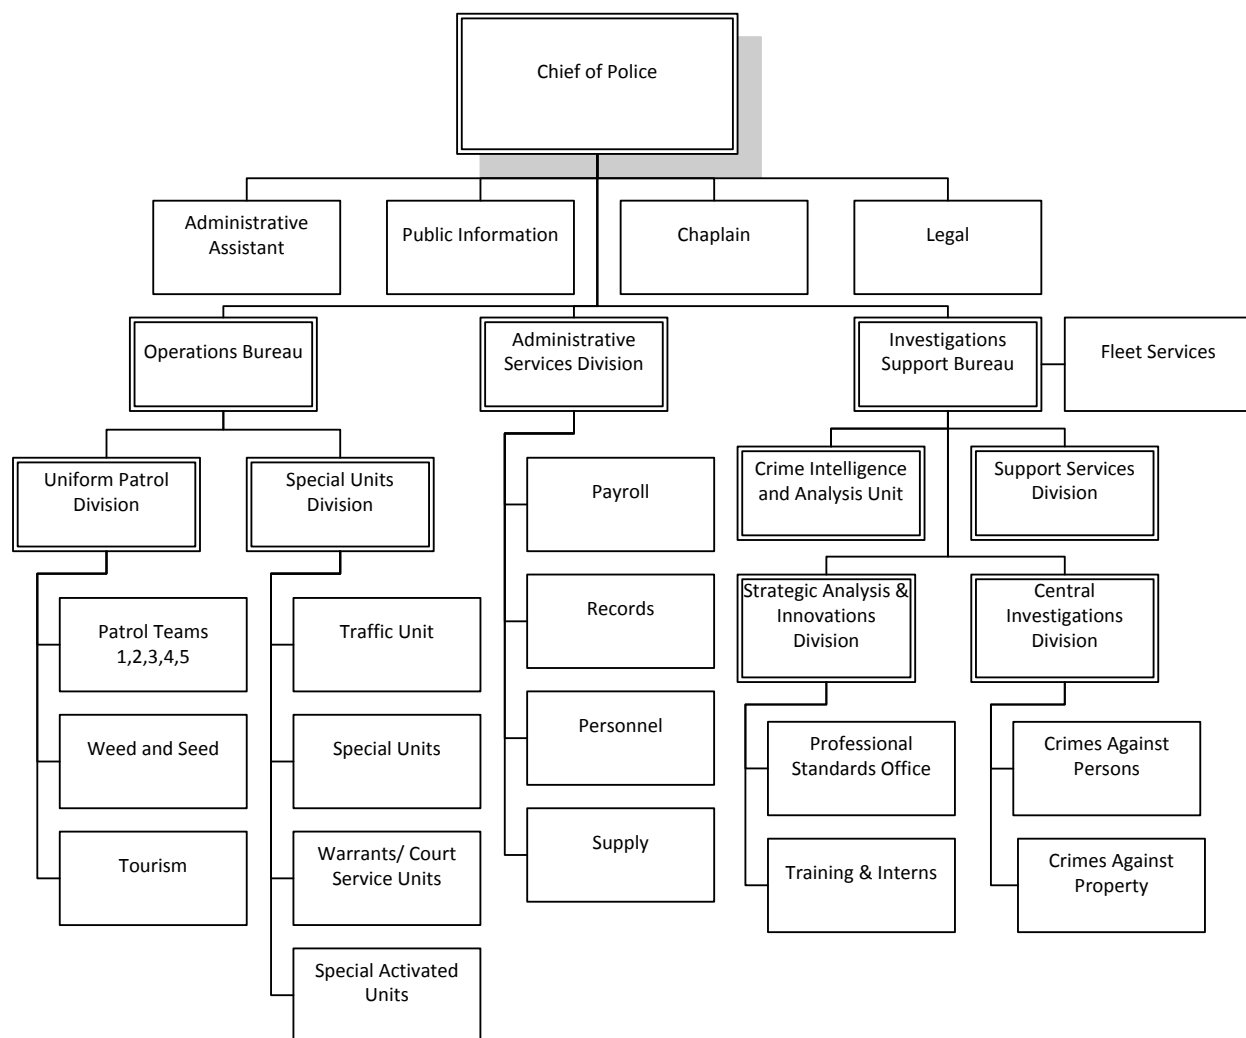 Chief of Police
Administrative
Assistant
Public Information
Chaplain
Legal
Operations Bureau
Administrative
Services Division
Investigations
Support Bureau
Fleet Services
Uniform Patrol
Division
Special Units
Division
Payroll
Crime Intelligence
and Analysis Unit
Support Services
Division
Patrol Teams
1,2,3,4,5
Traffic Unit
Records
Strategic Analysis &
Innovations
Division
Central
Investigations
Division
Weed and Seed
Special Units
Personnel
Professional
Standards Office
Crimes Against
Persons
Tourism
Warrants/ Court
Service Units
Supply
Training & Interns
Crimes Against
Property
Special Activated
Units